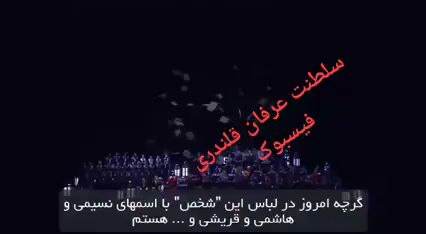 سلطنت عرفان قلندری
فیسبوک
گرچه امروز در لباس این "شخص" با اسمهای نسیمی و
هاشمی و قریشی و ... هستم